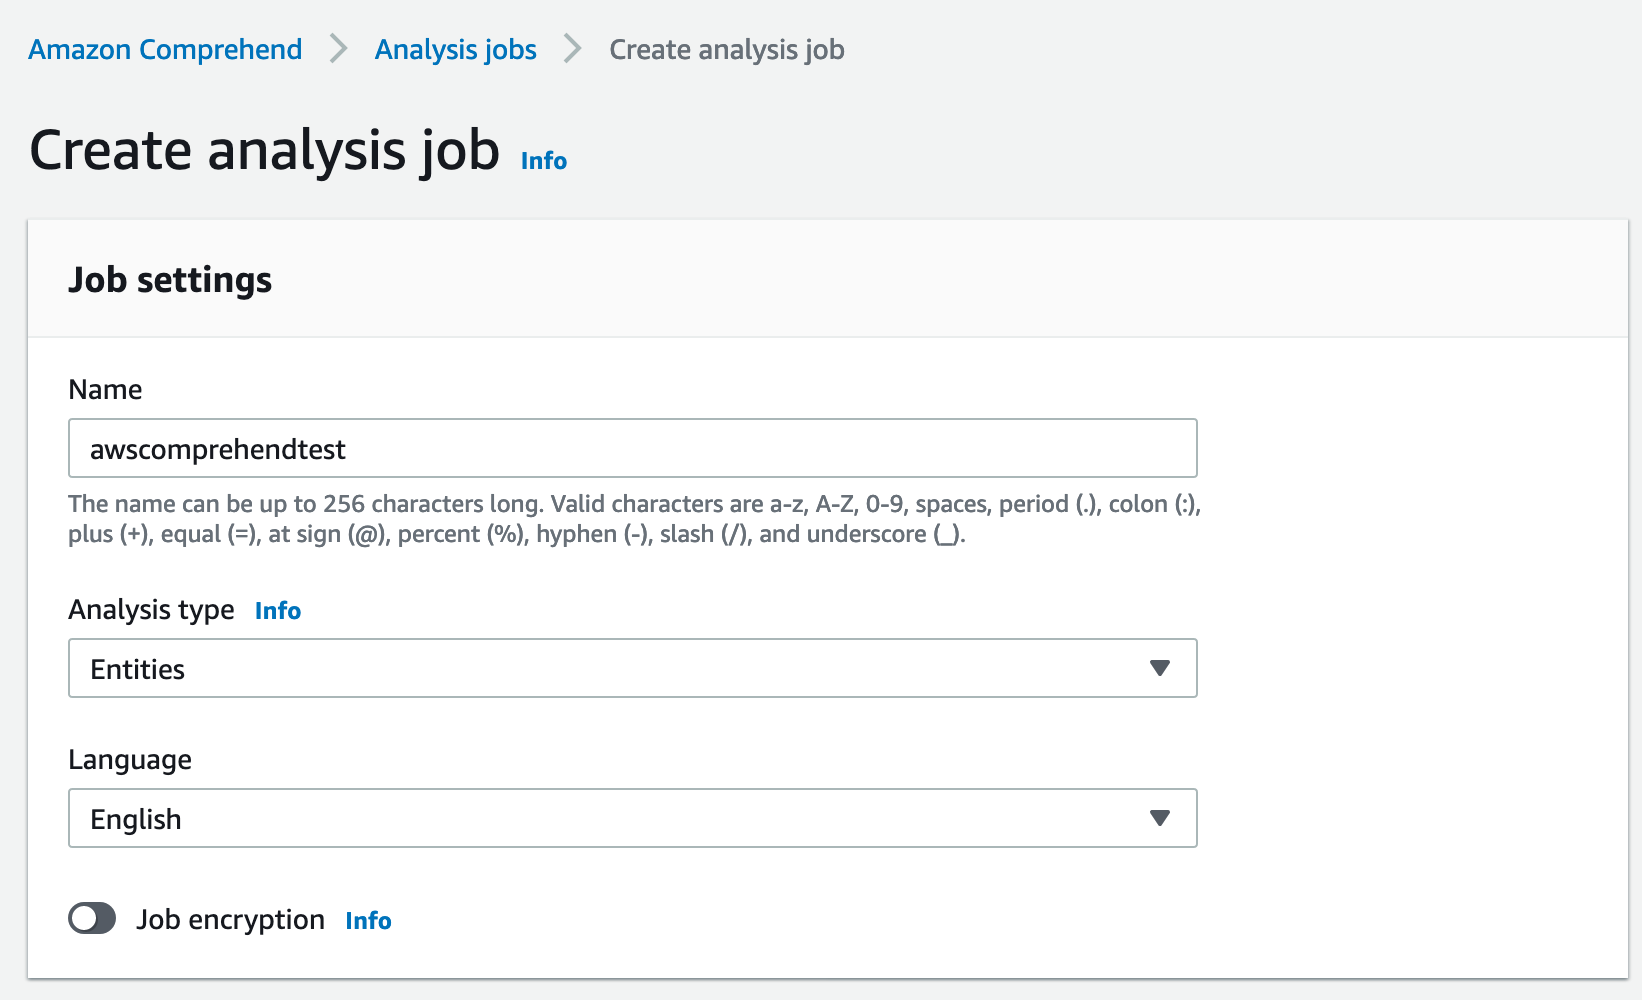 Amazon Comprehend > Analysis jobs > Create analysis job
Create analysis job Info
Job settings
Name
awscomprehendtest
The name can be up to 256 characters long. Valid characters are a-z, A-Z, 0-9, spaces, period (.), colon (:),
plus (+), equal (=), at sign (@), percent (%), hyphen (-), slash (/), and underscore (_).
Analysis type Info
Entities
Language
English
Job encryption Info